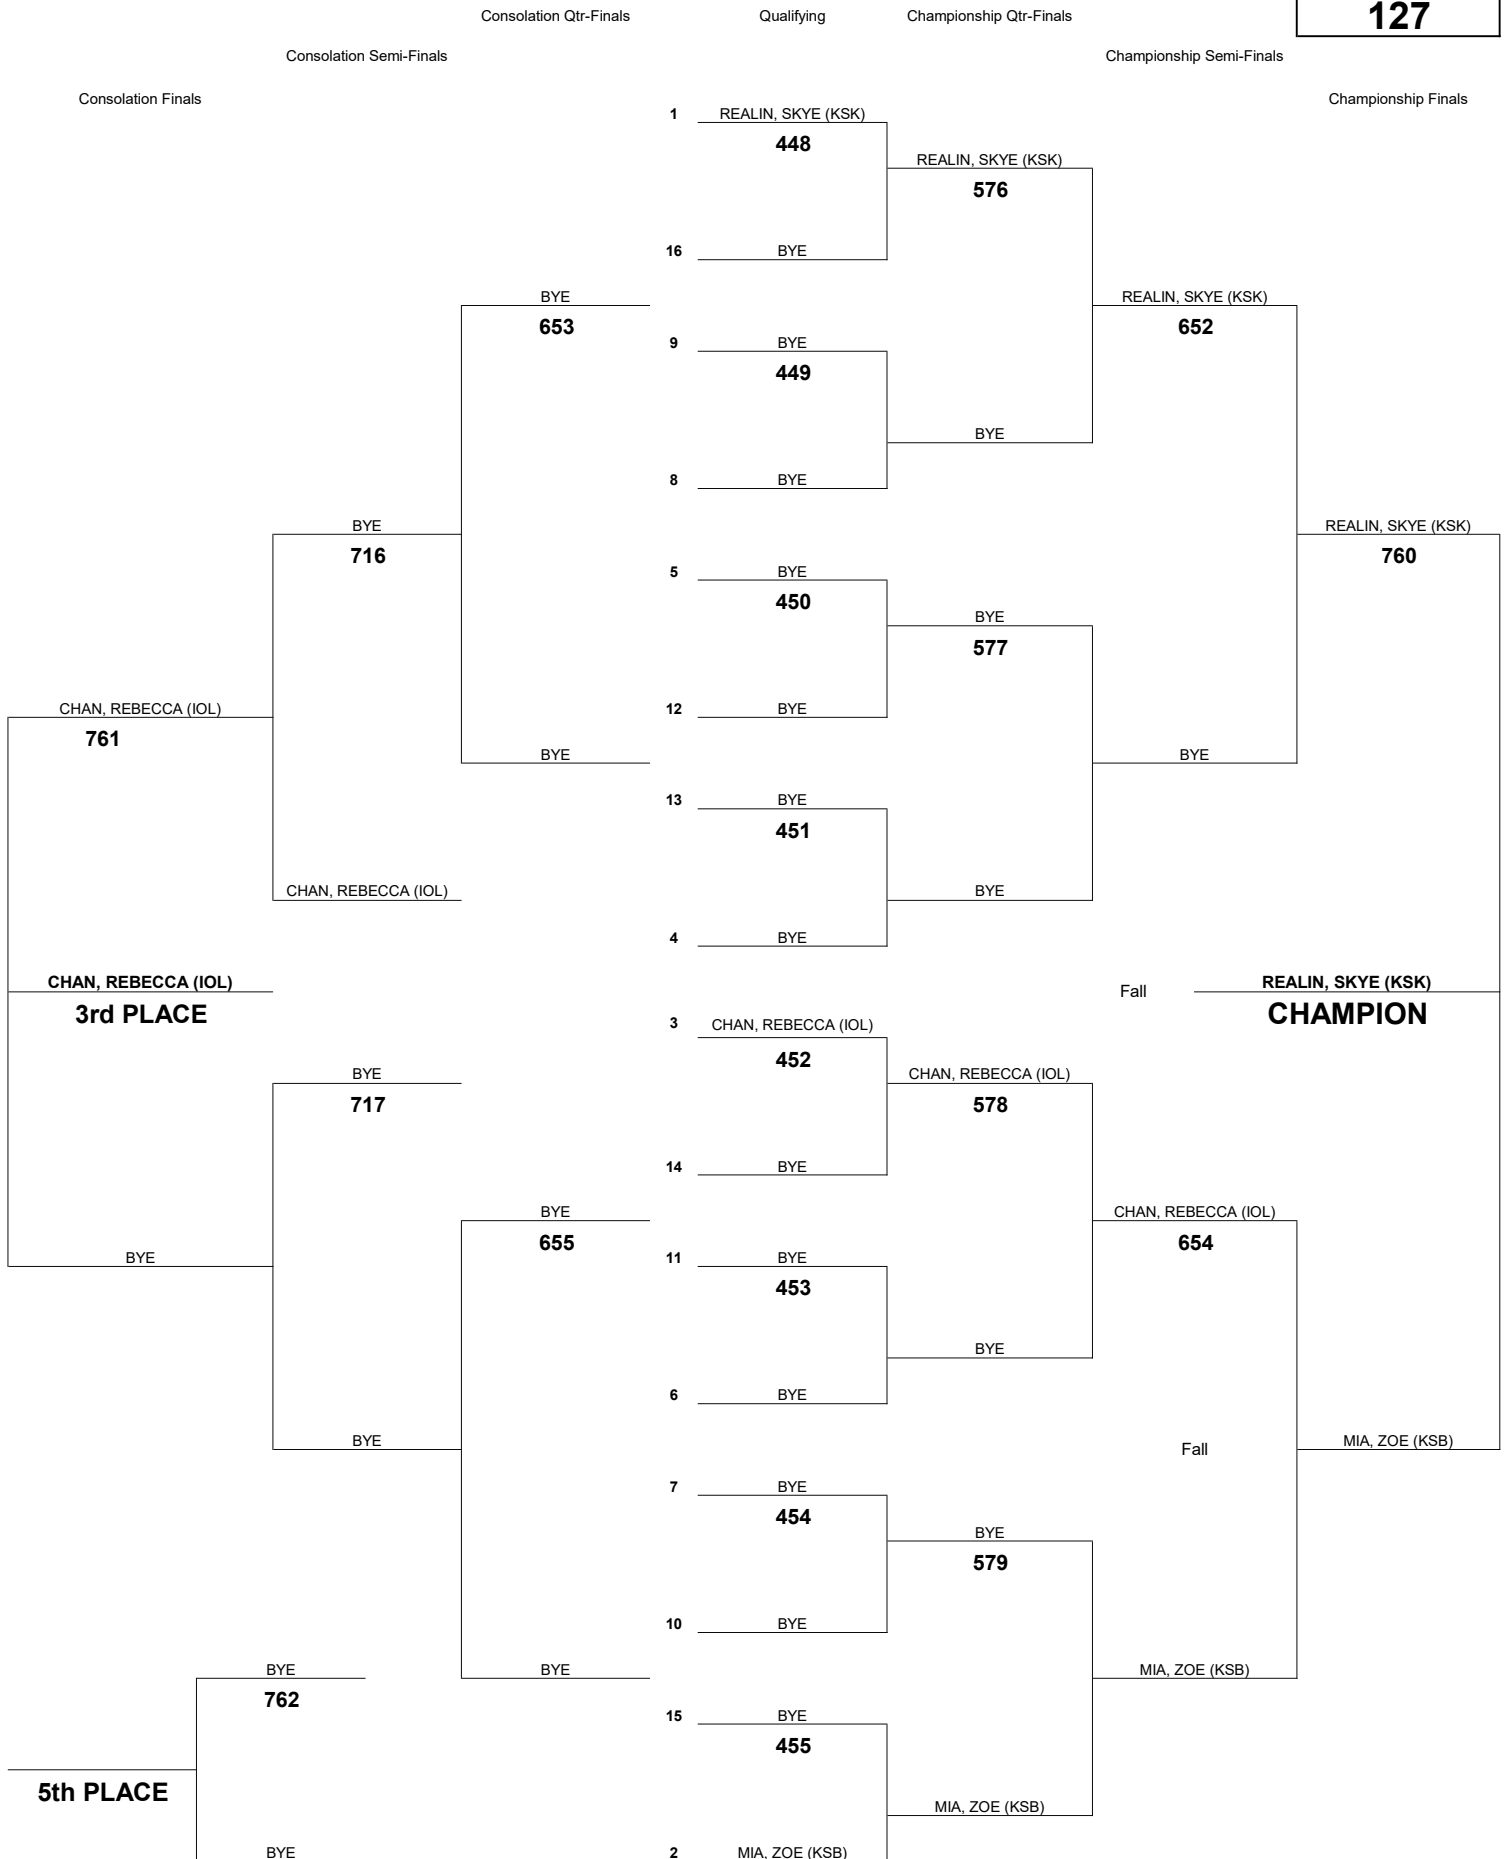 Consolation Qtr-Finals Qualifying Championship Qtr-Finals 127
Consolation Semi-Finals Championship Semi-Finals
Consolation Finals Championship Finals
1 REALIN, SKYE (KSK)
448
REALIN, SKYE (KSK)
576
16 BYE
BYE REALIN, SKYE (KSK)
653 652
9 BYE
449
BYE
8 BYE
BYE REALIN, SKYE (KSK)
716 760
5 BYE
450
BYE
577
CHAN, REBECCA (IOL) 12 BYE
761
BYE BYE
13 BYE
451
CHAN, REBECCA (IOL) BYE
4 BYE
CHAN, REBECCA (IOL) Fall REALIN, SKYE (KSK)
3rd PLACE CHAMPION
3 CHAN, REBECCA (IOL)
452
BYE CHAN, REBECCA (IOL)
717 578
14 BYE
BYE CHAN, REBECCA (IOL)
655 654
BYE 11 BYE
453
BYE
6 BYE
BYE Fall MIA, ZOE (KSB)
7 BYE
454
BYE
579
10 BYE
BYE BYE MIA, ZOE (KSB)
762
15 BYE
455
5th PLACE
MIA, ZOE (KSB)
BYE 2 MIA, ZOE (KSB)